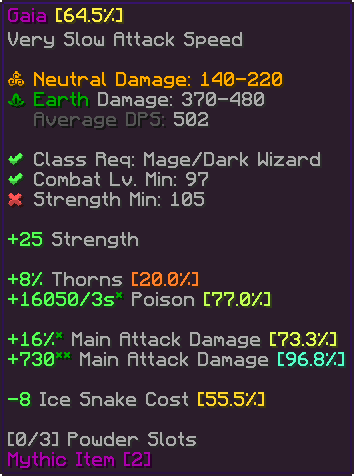 Gaia [64.5%]
Very Slow Attack Speed
Neutral Damage: 140-220
Earth Damage: 370-480
Average DPS: 502
✔ Class Req: Mage/Dark Wizard
✔ Combat Lv. Min: 97
✖ Strength Min: 105
+25 Strength
+8% Thorns [20.0%]
+16050/3s* Poison [77.0%]
+16%* Main Attack Damage [73.3%]
+730** Main Attack Damage [96.8%]
-8 Ice Snake Cost [55.5%]
[0/3] Powder Slots
Mythic Item [2]